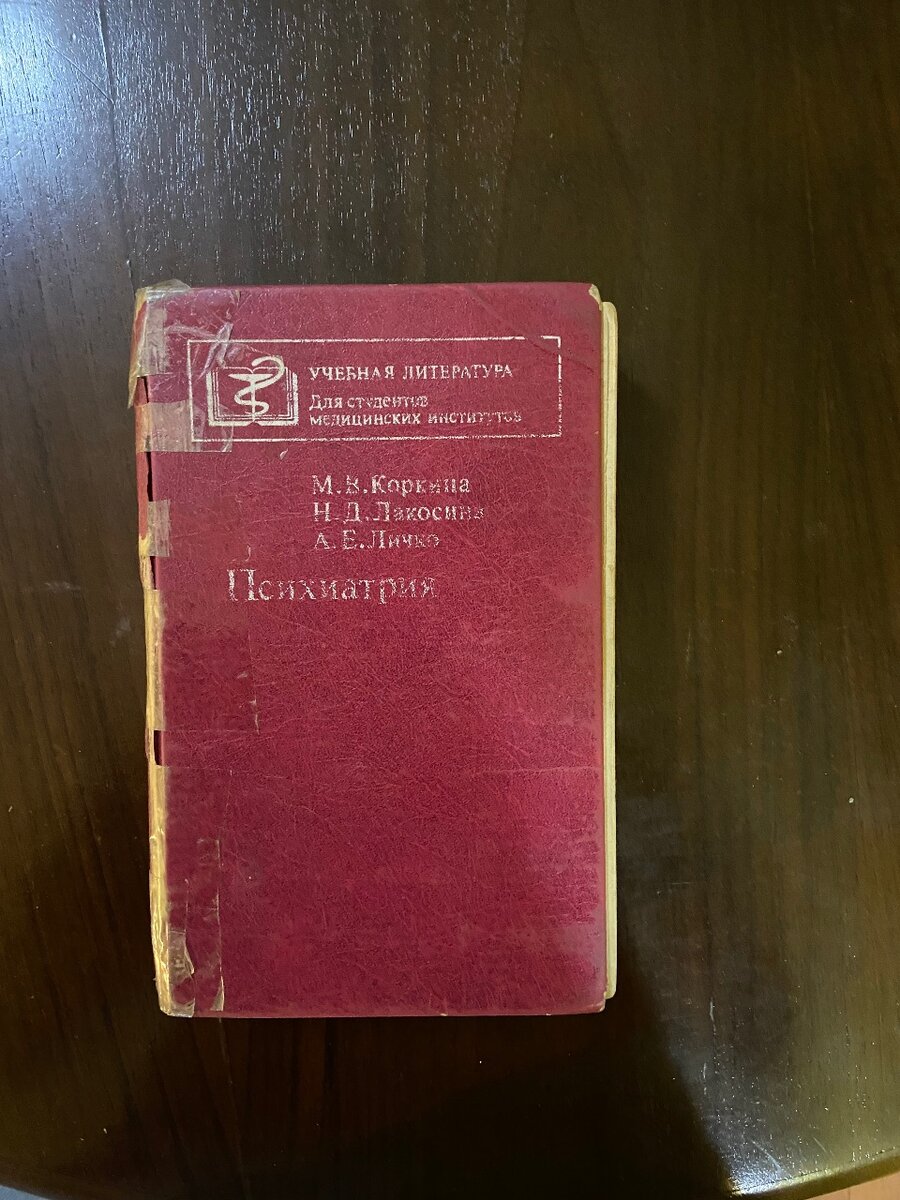 УЧЕБНАЯ ЛИТЕРАТУРА
Для студентов
медицинских институтов
М.В.Коркина
Н.Д.Лакосина
А.Е.Личко
Психиатрия